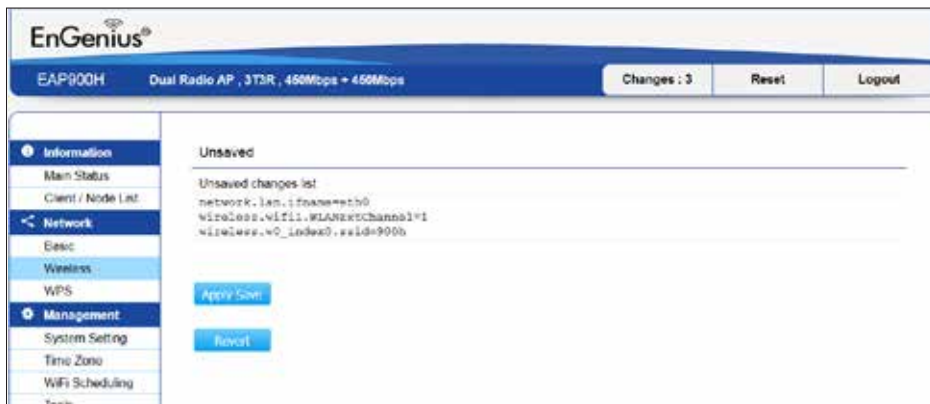 EnGenius®
EAP900H Dual Radio AP , 3T3R , 450Mbps + 450Mbps Changes : 3 Reset Logout
Information
Main Status
Client / Node List
Network
Basic
Wireless
WPS
Management
System Setting
Time Zone
WiFi Scheduling
Tools
Unsaved
Unsaved changes list
network.lan.ifname=eth0
wireless.wifi1.WLANExtChannel=1
wireless.w0_index0.ssid=900h
Apply Save
Revert